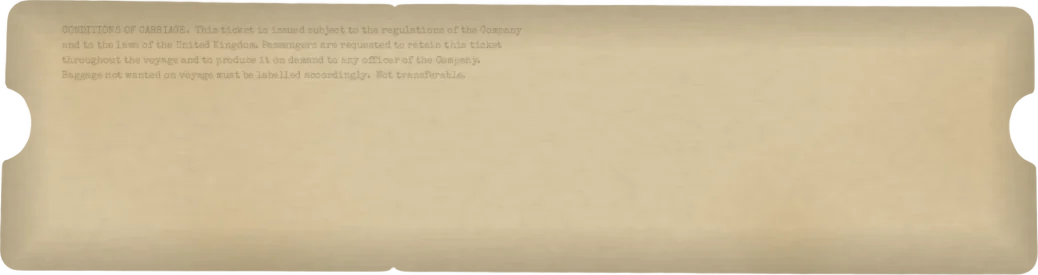 CONDITIONS OF CARRIAGE. This ticket is issued subject to the regulations of the Company
and to the laws of the United Kingdom. Passengers are requested to retain this ticket
throughout the voyage and to produce it on demand to any officer of the Company.
Baggage not wanted on voyage must be labelled accordingly. Not transferable.